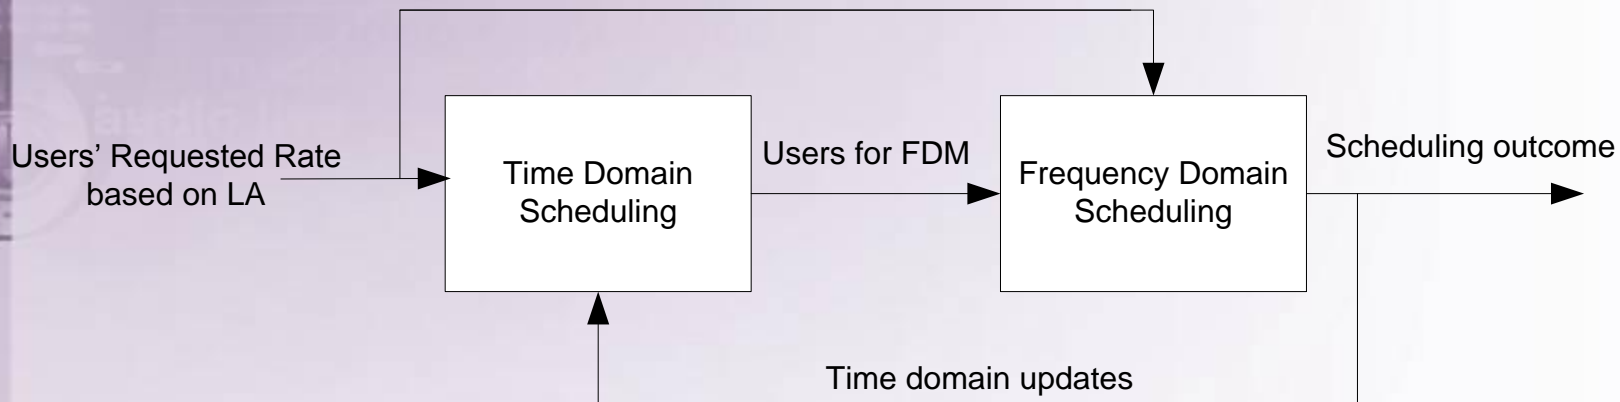 Users' Requested Rate
based on LA
Time Domain
Scheduling
Users for FDM
Frequency Domain
Scheduling
Scheduling outcome
Time domain updates